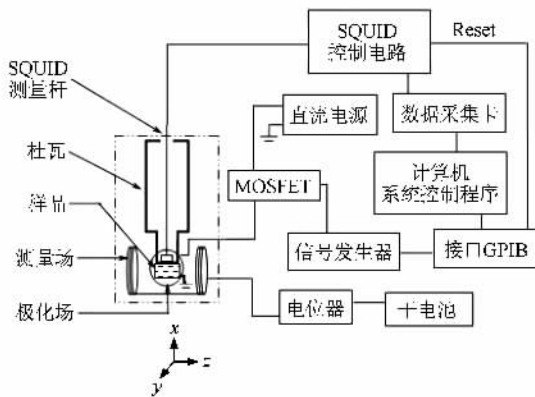 SQUID
控制电路
Reset
SQUID
测量杆
直流电源
数据采集卡
杜瓦
计算机
系统控制程序
MOSFET
样品
信号发生器
接口GPIB
测量场
电位器
干电池
极化场
x
z
y